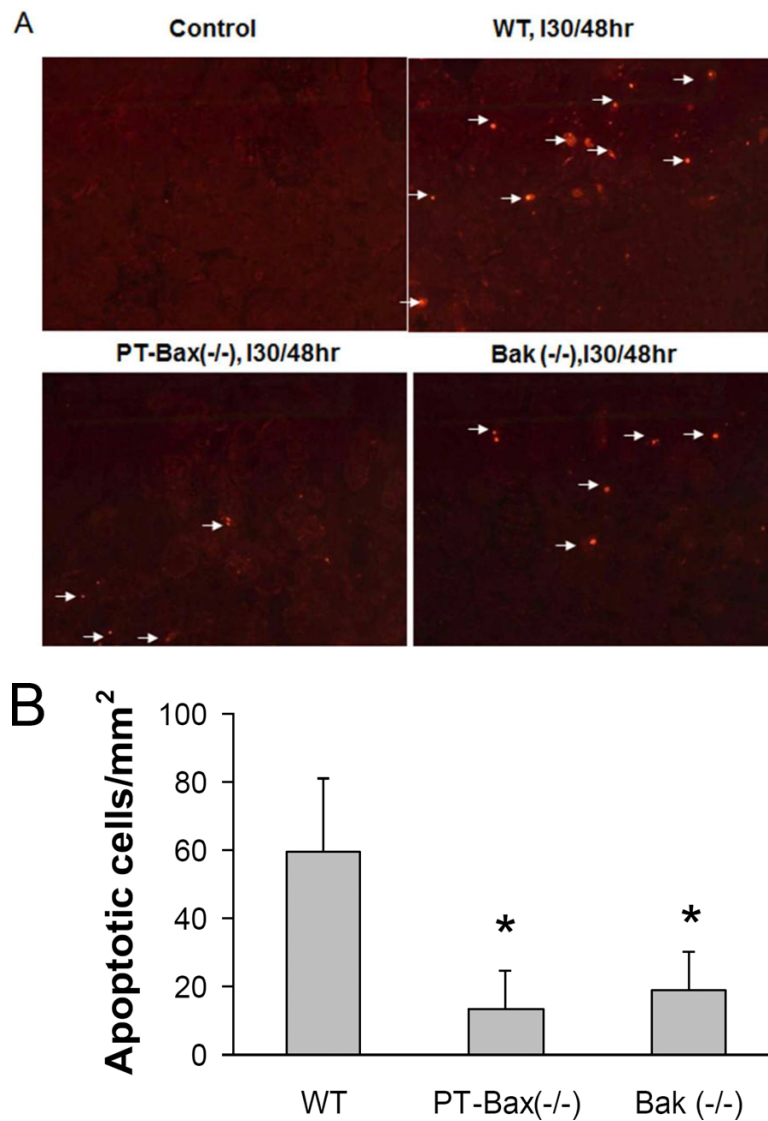 A
Control
WT, I30/48hr
PT-Bax(-/-), I30/48hr
Bak (-/-),I30/48hr
B
Apoptotic cells/mm²
100
80
60
40
20
0
*
*
WT
PT-Bax(-/-)
Bak (-/-)